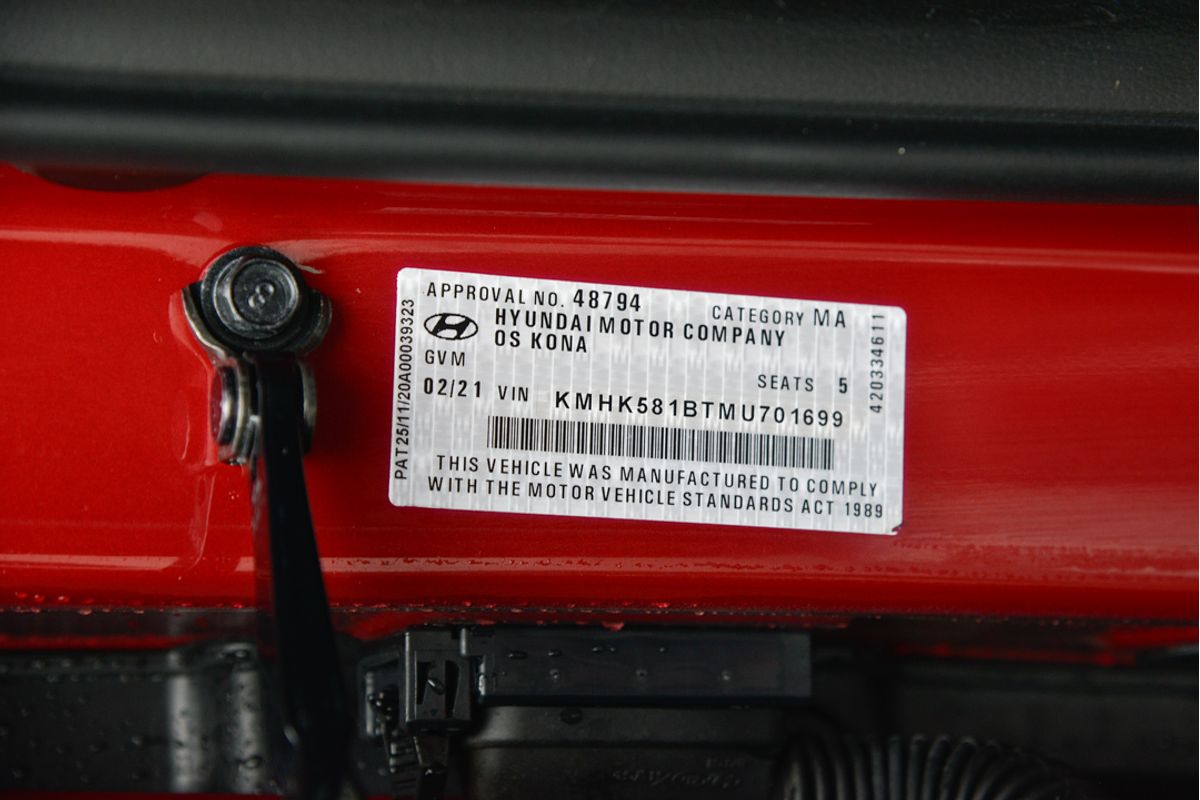 APPROVAL NO. 48794 CATEGORY MA
HYUNDAI MOTOR COMPANY
OS KONA
GVM
SEATS 5
02/21 VIN KMHK581BTMU701699
THIS VEHICLE WAS MANUFACTURED TO COMPLY
WITH THE MOTOR VEHICLE STANDARDS ACT 1989
PAT25/11/20A00039323
420334611
8